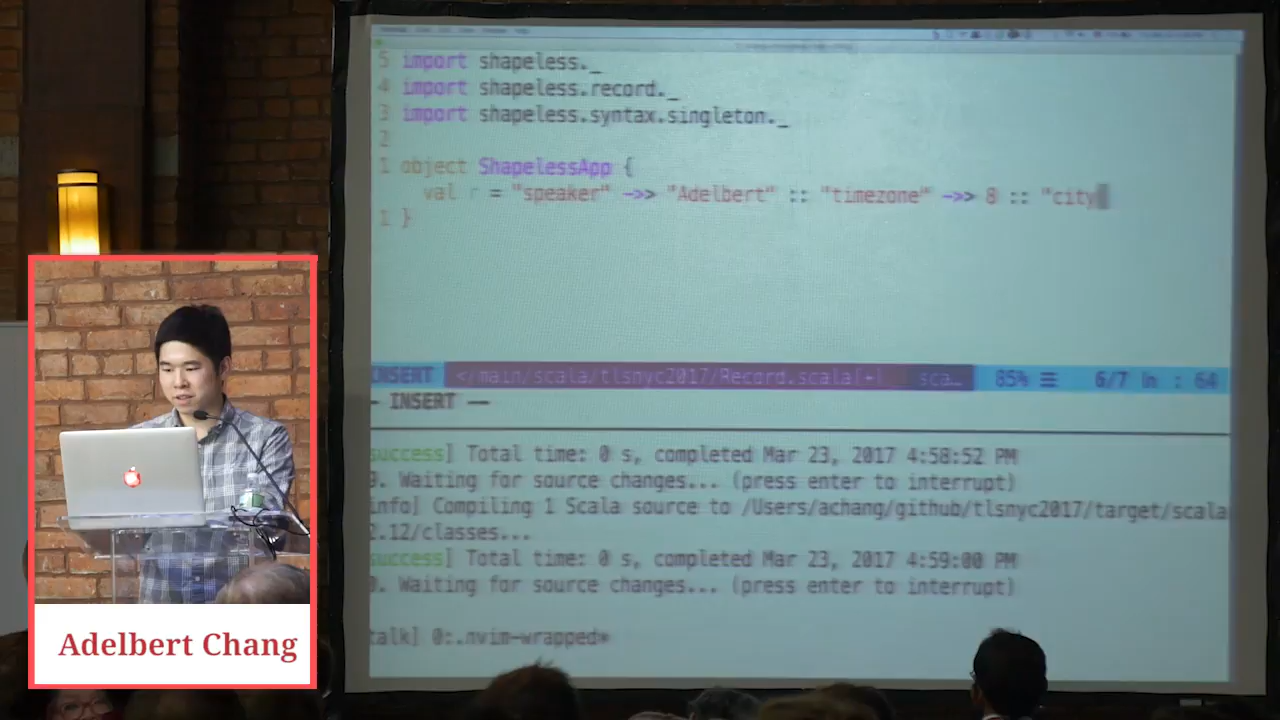 5 import shapeless._
4 import shapeless.record._
3 import shapeless.syntax.singleton._
2
1 object ShapelessApp {
val r = "speaker" ->> "Adelbert" :: "timezone" ->> 8 :: "city
1 }
INSERT </main/scala/tlsnyc2017/Record.scala[+] sca… 85% ☰ 6/7 ln : 64
- INSERT --
success] Total time: 0 s, completed Mar 23, 2017 4:58:52 PM
. Waiting for source changes... (press enter to interrupt)
info] Compiling 1 Scala source to /Users/achang/github/tlsnyc2017/target/scala
2.12/classes...
success] Total time: 0 s, completed Mar 23, 2017 4:59:00 PM
. Waiting for source changes... (press enter to interrupt)
talk] 0:.nvim-wrapped*
Adelbert Chang